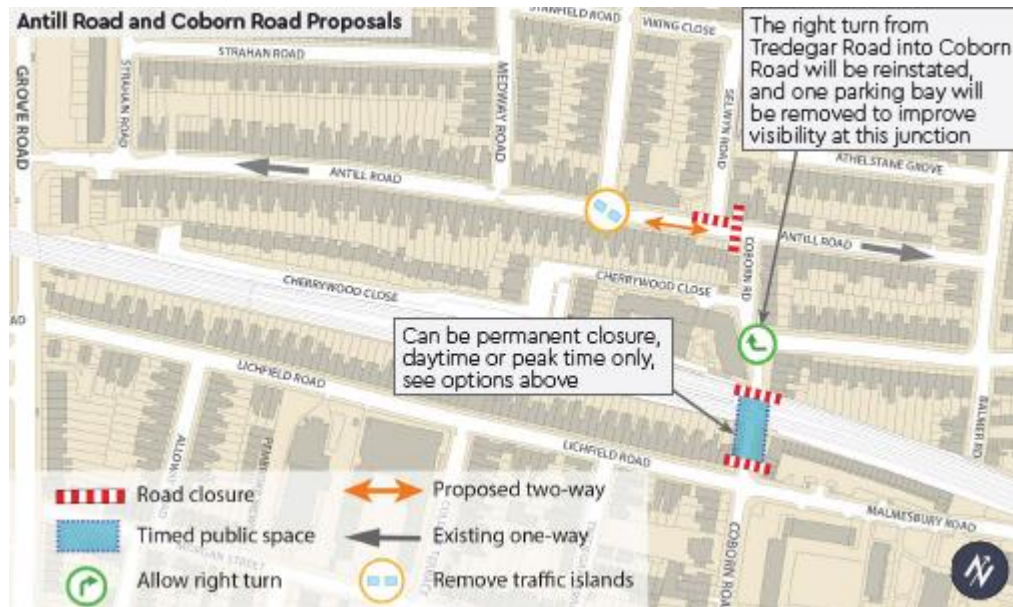 Antill Road and Coborn Road Proposals
STANFIELD ROAD
VIKING CLOSE
The right turn from
Tredegar Road into Coborn
Road will be reinstated,
and one parking bay will
be removed to improve
visibility at this junction
STRAHAN ROAD
STRAHAN ROAD
GROVE ROAD
MEDWAY ROAD
SELWYN ROAD
ATHELSTANE GROVE
ANTILL ROAD
ANTILL ROAD
COBORN RD
CHERRYWOOD CLOSE
CHERRYWOOD CLOSE
Can be permanent closure,
daytime or peak time only,
see options above
LICHFIELD ROAD
BALMER RD
LICHFIELD ROAD
MALMESBURY ROAD
COBORN ROAD
MORGAN STREET
Road closure
Proposed two-way
Timed public space
Existing one-way
Allow right turn
Remove traffic islands
N